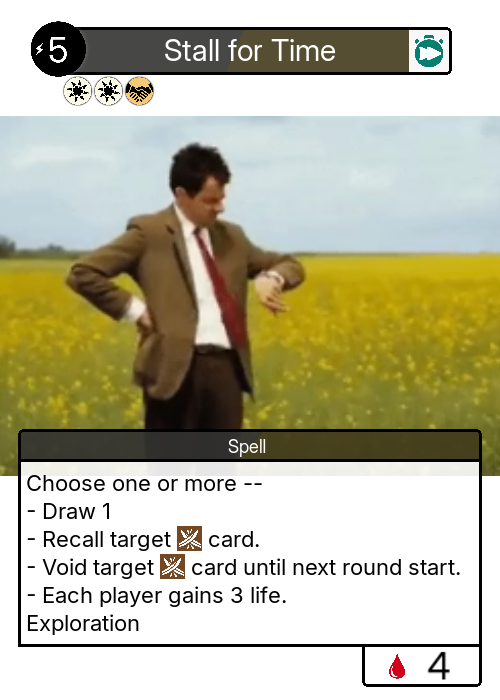 5 Stall for Time
Spell
Choose one or more --
- Draw 1
- Recall target card.
- Void target card until next round start.
- Each player gains 3 life.
Exploration
4